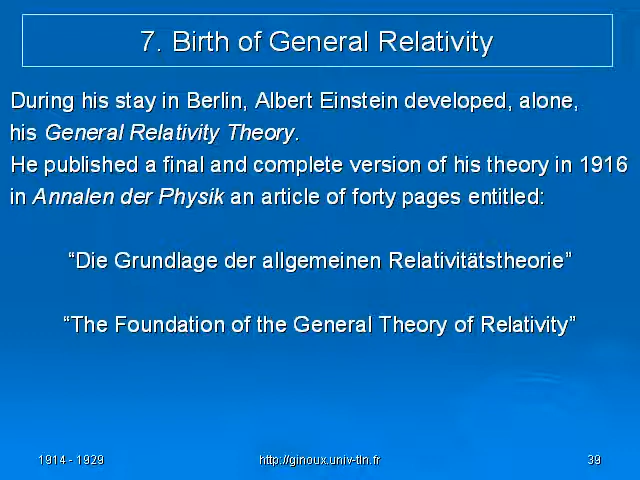 7. Birth of General Relativity
During his stay in Berlin, Albert Einstein developed, alone,
his General Relativity Theory.
He published a final and complete version of his theory in 1916
in Annalen der Physik an article of forty pages entitled:
“Die Grundlage der allgemeinen Relativitätstheorie”
“The Foundation of the General Theory of Relativity”
1914 - 1929 http://ginoux.univ-tln.fr 39